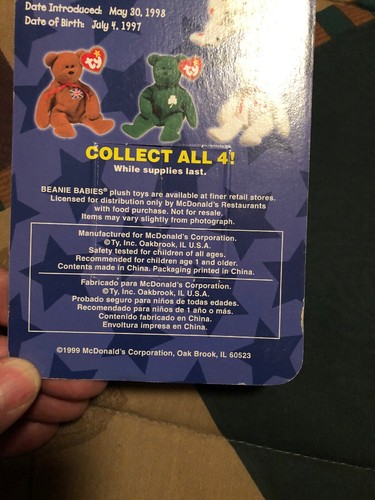 Date Introduced: May 30, 1998
Date of Birth: July 4, 1997
ty
ty
COLLECT ALL 4!
While supplies last.
BEANIE BABIES® plush toys are available at finer retail stores.
Licensed for distribution only by McDonald's Restaurants
with food purchase. Not for resale.
Items may vary slightly from photograph.
Manufactured for McDonald's Corporation.
©Ty, Inc. Oakbrook, IL U.S.A.
Safety tested for children of all ages.
Recommended for children age 1 and older.
Contents made in China. Packaging printed in China.
Fabricado para McDonald's Corporation.
©Ty, Inc. Oakbrook, IL U.S.A.
Probado seguro para niños de todas edades.
Recomendado para niños de 1 año o más.
Contenido fabricado en China.
Envoltura impresa en China.
©1999 McDonald's Corporation, Oak Brook, IL 60523